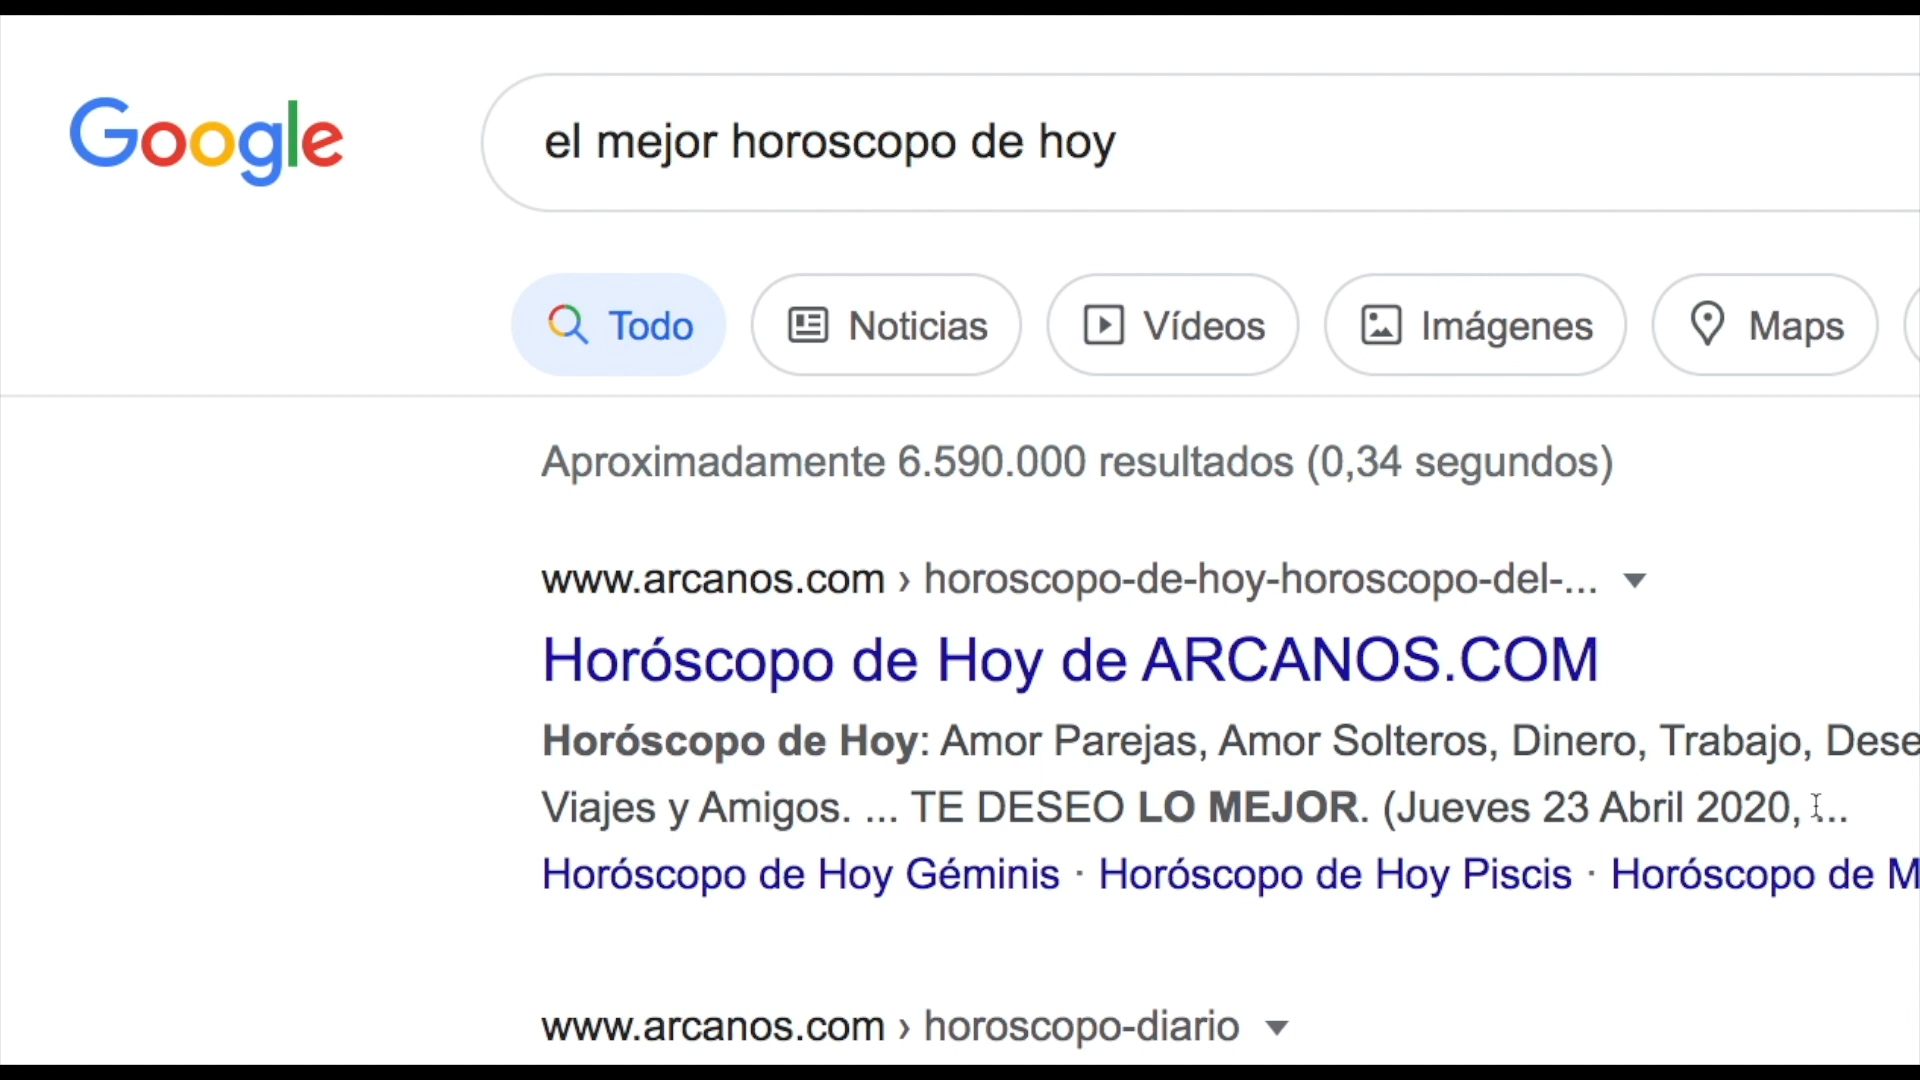 Google
el mejor horoscopo de hoy
Todo Noticias Vídeos Imágenes Maps
Aproximadamente 6.590.000 resultados (0,34 segundos)
www.arcanos.com › horoscopo-de-hoy-horoscopo-del-...
Horóscopo de Hoy de ARCANOS.COM
Horóscopo de Hoy: Amor Parejas, Amor Solteros, Dinero, Trabajo, Dese
Viajes y Amigos. ... TE DESEO LO MEJOR. (Jueves 23 Abril 2020, ...
Horóscopo de Hoy Géminis · Horóscopo de Hoy Piscis · Horóscopo de M
www.arcanos.com › horoscopo-diario